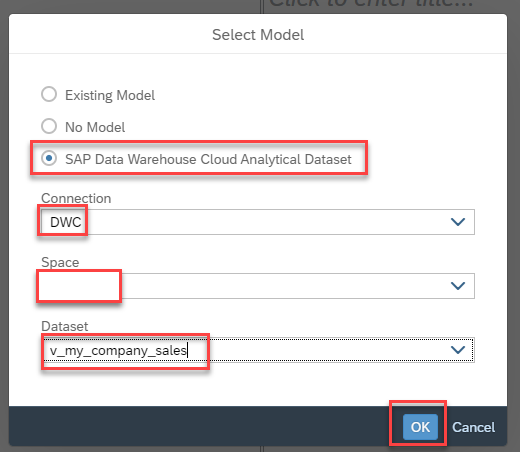 Click to enter title...
Select Model
Existing Model
No Model
SAP Data Warehouse Cloud Analytical Dataset
Connection
DWC
Space
Dataset
v_my_company_sales
OK Cancel